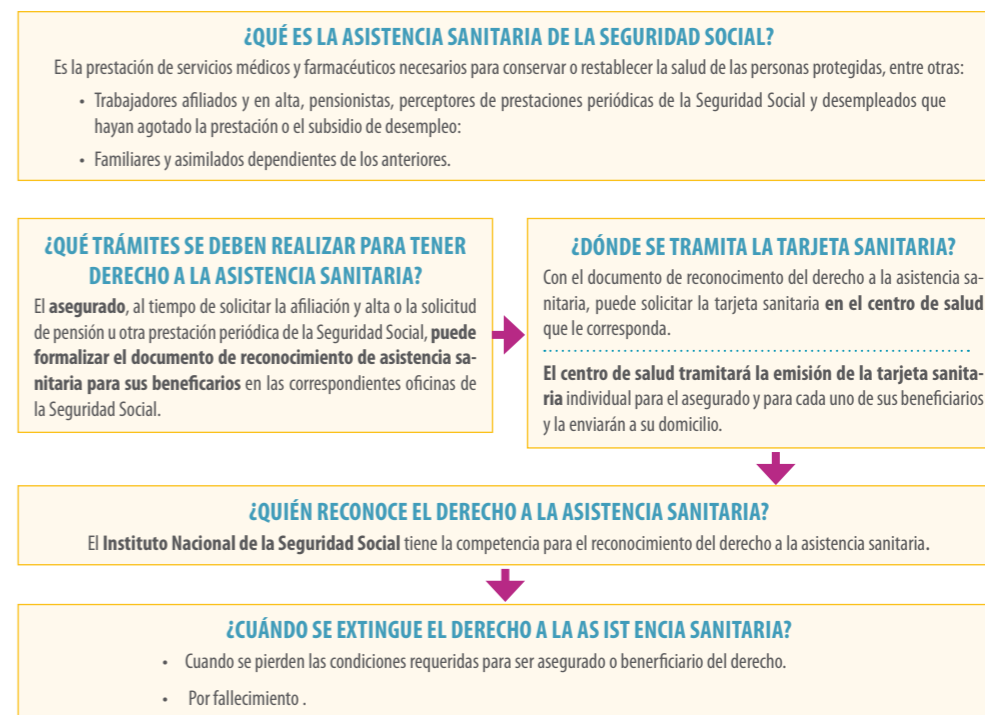 ¿QUÉ ES LA ASISTENCIA SANITARIA DE LA SEGURIDAD SOCIAL?
Es la prestación de servicios médicos y farmacéuticos necesarios para conservar o restablecer la salud de las personas protegidas, entre otras:
• Trabajadores afiliados y en alta, pensionistas, perceptores de prestaciones periódicas de la Seguridad Social y desempleados que
hayan agotado la prestación o el subsidio de desempleo:
• Familiares y asimilados dependientes de los anteriores.
¿QUÉ TRÁMITES SE DEBEN REALIZAR PARA TENER
DERECHO A LA ASISTENCIA SANITARIA?
El asegurado, al tiempo de solicitar la afiliación y alta o la solicitud
de pensión u otra prestación periódica de la Seguridad Social, puede
formalizar el documento de reconocimiento de asistencia sa-
nitaria para sus beneficarios en las correspondientes oficinas de
la Seguridad Social.
¿DÓNDE SE TRAMITA LA TARJETA SANITARIA?
Con el documento de reconocimento del derecho a la asistencia sa-
nitaria, puede solicitar la tarjeta sanitaria en el centro de salud
que le corresponda.
El centro de salud tramitará la emisión de la tarjeta sanita-
ria individual para el asegurado y para cada uno de sus beneficiarios
y la enviarán a su domicilio.
¿QUIÉN RECONOCE EL DERECHO A LA ASISTENCIA SANITARIA?
El Instituto Nacional de la Seguridad Social tiene la competencia para el reconocimiento del derecho a la asistencia sanitaria.
¿CUÁNDO SE EXTINGUE EL DERECHO A LA AS IST ENCIA SANITARIA?
• Cuando se pierden las condiciones requeridas para ser asegurado o benerficiario del derecho.
• Por fallecimiento .